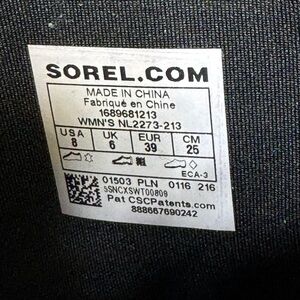 SOREL.COM
MADE IN CHINA
Fabriqué en Chine
1689681213
WMN'S NL2273-213
USA UK EUR CM
8 6 39 25
ECA-3
01503 PLN 0116 216
SSNCXSWT00809
Pat CSCPatents.com
888667690242